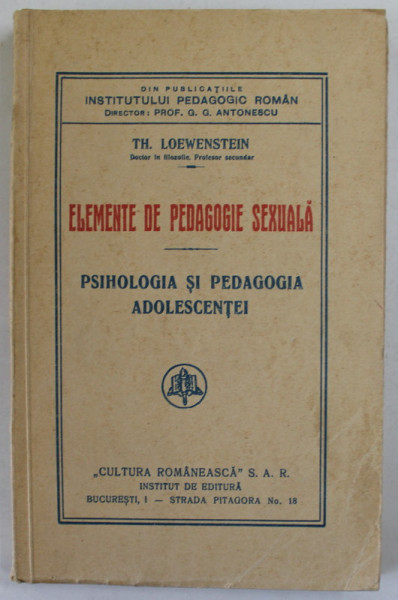 DIN PUBLICAȚIILE
INSTITUTULUI PEDAGOGIC ROMÂN
DIRECTOR: PROF. G. G. ANTONESCU
TH. LOEWENSTEIN
Doctor în filozofie. Profesor secundar
ELEMENTE DE PEDAGOGIE SEXUALĂ
PSIHOLOGIA ȘI PEDAGOGIA
ADOLESCENȚEI
„CULTURA ROMÂNEASCĂ" S. A. R.
INSTITUT DE EDITURĂ
BUCUREȘTI, I — STRADA PITAGORA No. 18